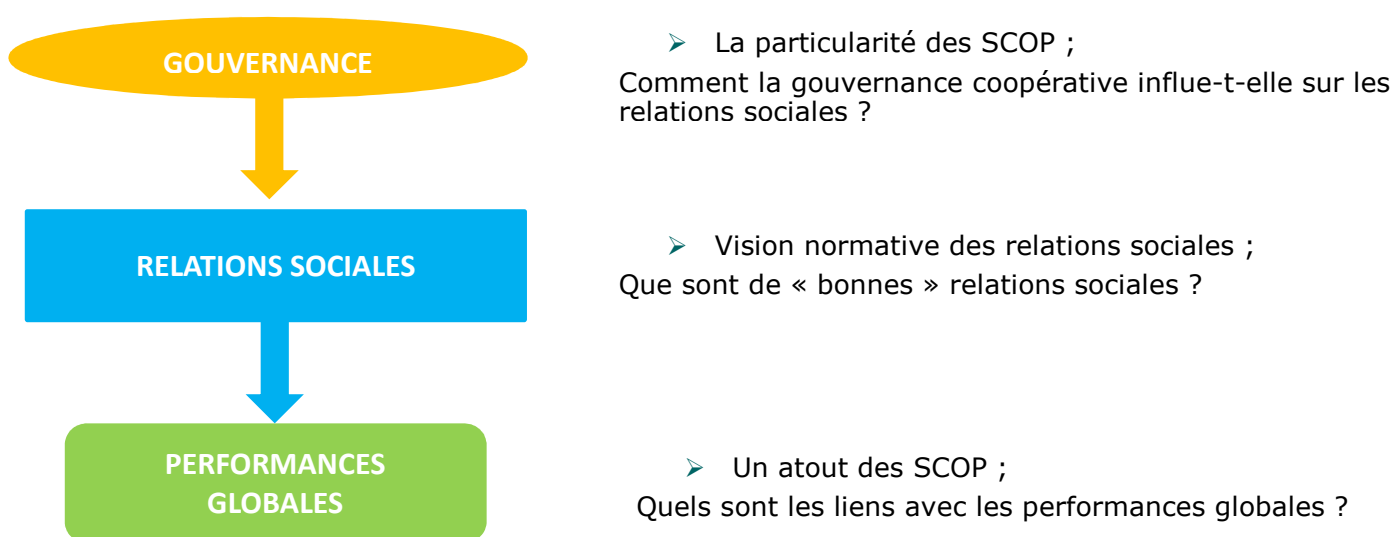 GOUVERNANCE
➢ La particularité des SCOP ;
Comment la gouvernance coopérative influe-t-elle sur les
relations sociales ?
RELATIONS SOCIALES
➢ Vision normative des relations sociales ;
Que sont de « bonnes » relations sociales ?
PERFORMANCES
GLOBALES
➢ Un atout des SCOP ;
Quels sont les liens avec les performances globales ?